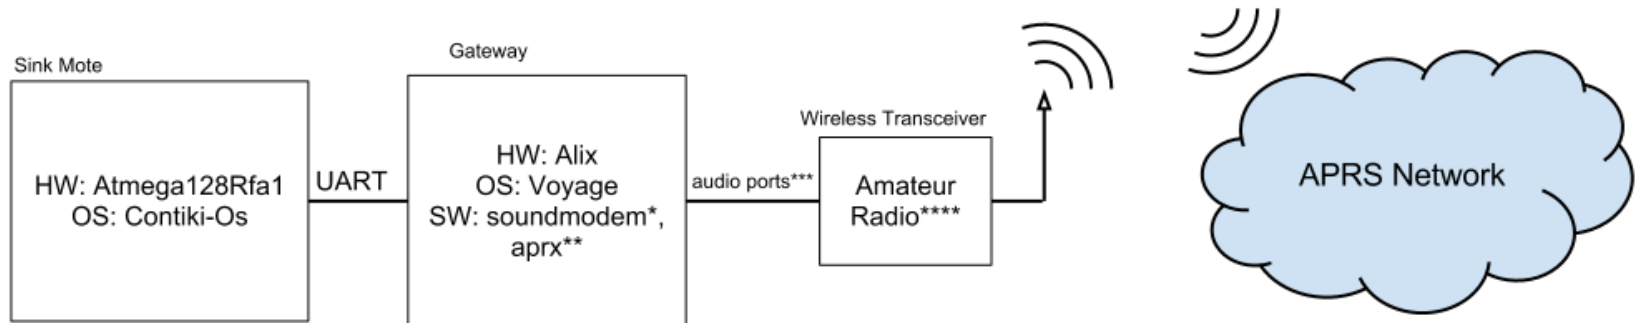 Sink Mote
HW: Atmega128Rfa1
OS: Contiki-Os
UART
Gateway
HW: Alix
OS: Voyage
SW: soundmodem*,
aprx**
audio ports***
Wireless Transceiver
Amateur
Radio****
APRS Network